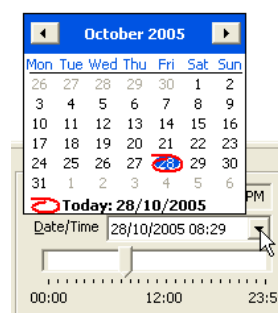 October 2005
Mon Tue Wed Thu Fri Sat Sun
26 27 28 29 30 1 2
3 4 5 6 7 8 9
10 11 12 13 14 15 16
17 18 19 20 21 22 23
24 25 26 27 28 29 30
31 1 2 3 4 5 6
Today: 28/10/2005
PM
Date/Time 28/10/2005 08:29
00:00 12:00 23:5